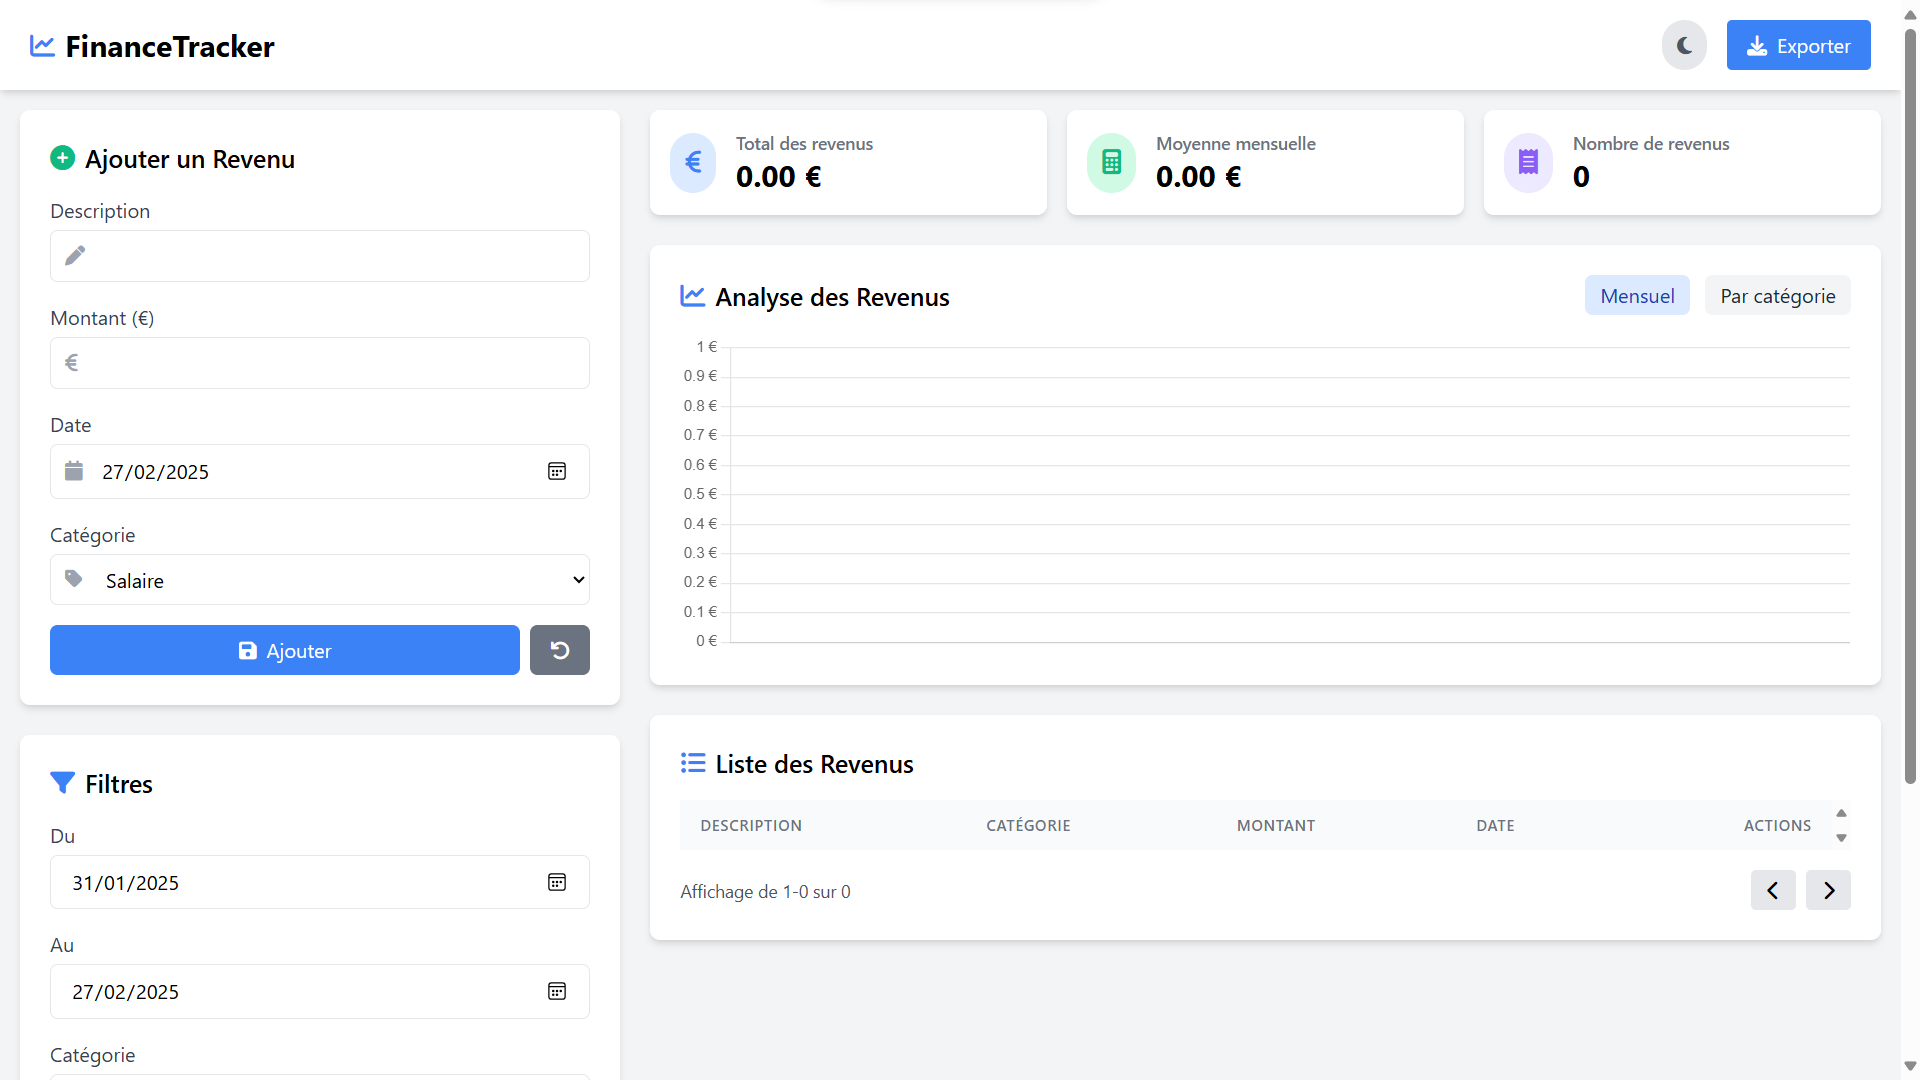 FinanceTracker
Exporter
Ajouter un Revenu
Description
Montant (€)
€
Date
27/02/2025
Catégorie
Salaire
Ajouter
Filtres
Du
31/01/2025
Au
27/02/2025
Catégorie
€
Total des revenus
0.00 €
Moyenne mensuelle
0.00 €
Nombre de revenus
0
Analyse des Revenus
Mensuel
Par catégorie
1 €
0.9 €
0.8 €
0.7 €
0.6 €
0.5 €
0.4 €
0.3 €
0.2 €
0.1 €
0 €
Liste des Revenus
DESCRIPTION CATÉGORIE MONTANT DATE ACTIONS
Affichage de 1-0 sur 0